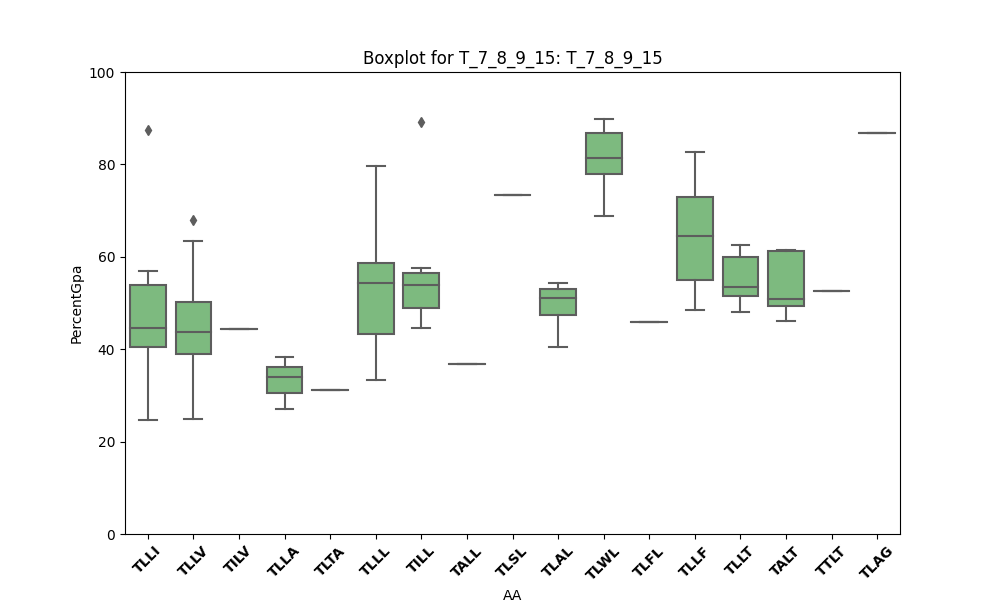 Boxplot for T_7_8_9_15: T_7_8_9_15
100
80
60
40
20
0
PercentGpa
TLLI TLLV TILV TLLA TLTA TLLL TILL TALL TLSL TLAL TLWL TLFL TLLF TLLT TALT TTLT TLAG
AA